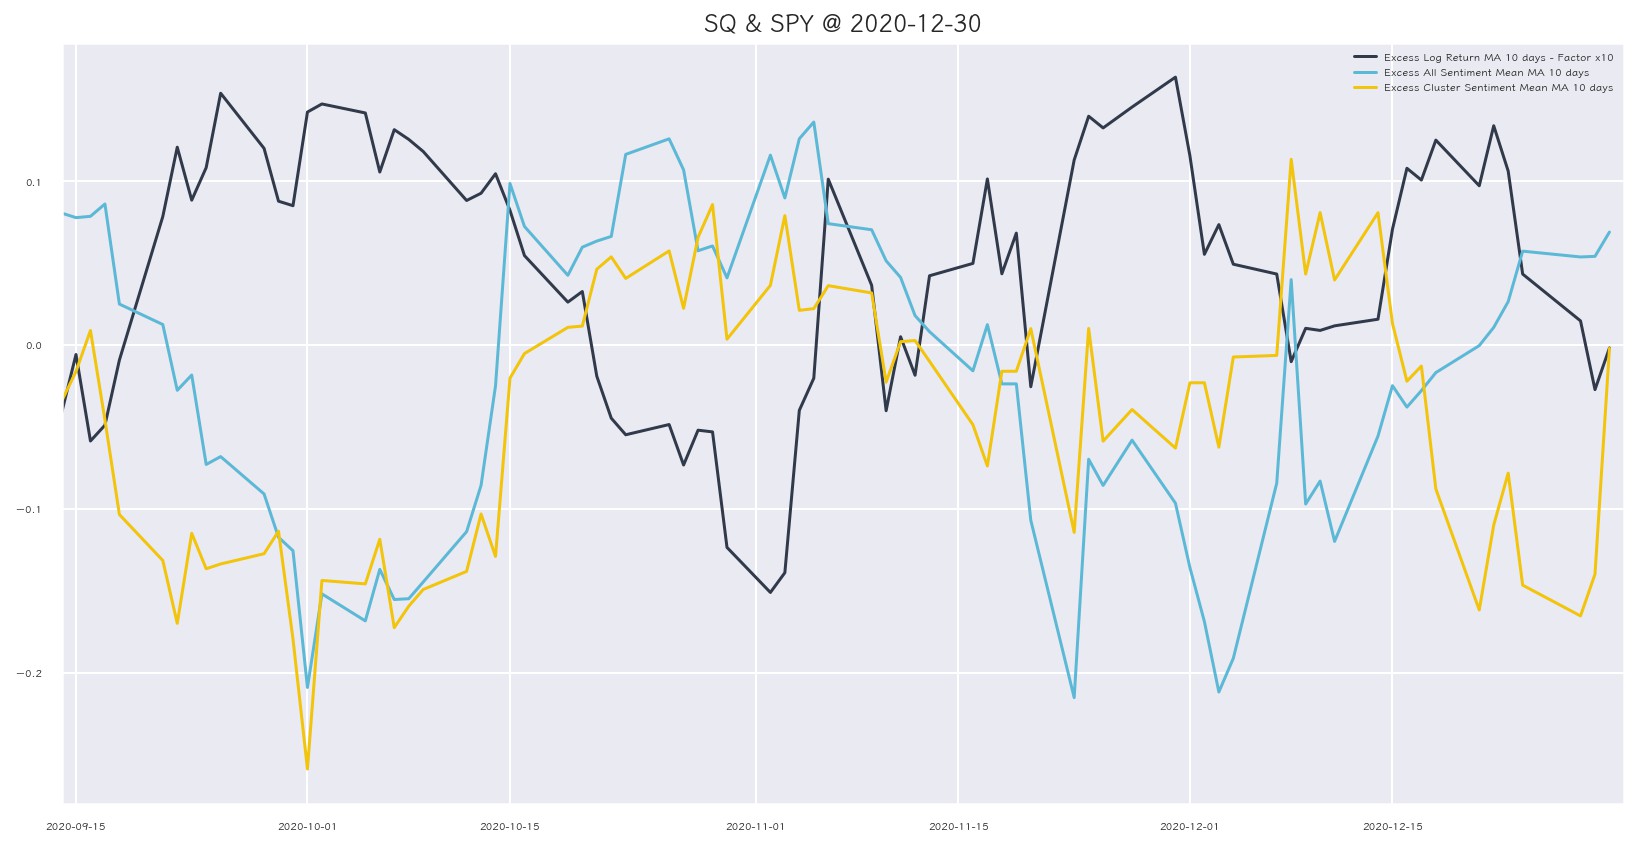 SQ & SPY @ 2020-12-30
Excess Log Return MA 10 days - Factor x10
Excess All Sentiment Mean MA 10 days
Excess Cluster Sentiment Mean MA 10 days
0.1
0.0
−0.1
−0.2
2020-09-15
2020-10-01
2020-10-15
2020-11-01
2020-11-15
2020-12-01
2020-12-15